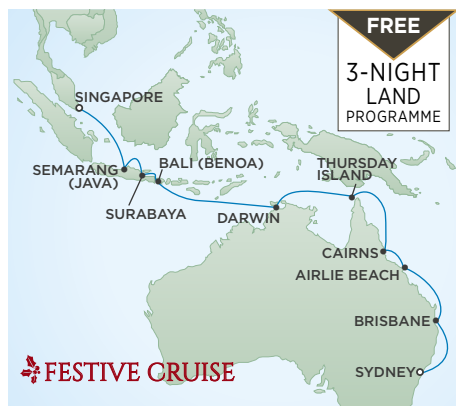 FREE
3-NIGHT
LAND
PROGRAMME
SINGAPORE
SEMARANG
(JAVA)
SURABAYA
BALI (BENOA)
DARWIN
THURSDAY
ISLAND
CAIRNS
AIRLIE BEACH
BRISBANE
SYDNEY
FESTIVE CRUISE